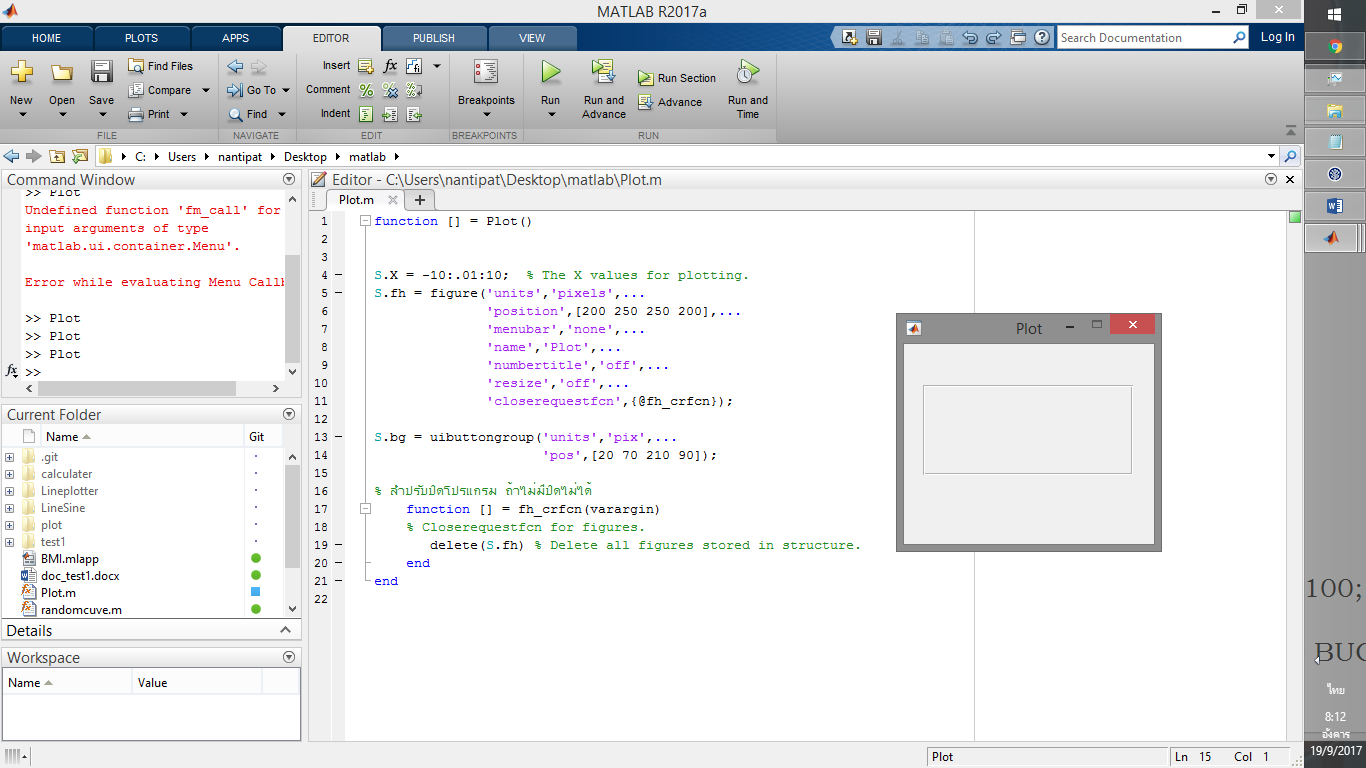 MATLAB R2017a
HOME PLOTS APPS EDITOR PUBLISH VIEW
Search Documentation
Log In
New Open Save
Find Files
Compare
Print
FILE
Go To
Find
NAVIGATE
Insert fx
Comment
Indent
EDIT
Breakpoints
BREAKPOINTS
Run
Run and Advance
Run Section
Advance
Run and Time
RUN
C: Users nantipat Desktop matlab
Command Window
>> Plot
Undefined function 'fm_call' for
input arguments of type
'matlab.ui.container.Menu'.
Error while evaluating Menu Callb
>> Plot
>> Plot
>> Plot
fx >>
Current Folder
Name Git
.git
calculater
Lineplotter
LineSine
plot
test1
BMI.mlapp
doc_test1.docx
Plot.m
randomcuve.m
Details
Workspace
Name Value
Editor - C:\Users\nantipat\Desktop\matlab\Plot.m
Plot.m
1 function [] = Plot()
2
3
4 S.X = -10:.01:10; % The X values for plotting.
5 S.fh = figure('units','pixels',...
6 'position',[200 250 250 200],...
7 'menubar','none',...
8 'name','Plot',...
9 'numbertitle','off',...
10 'resize','off',...
11 'closerequestfcn',{@fh_crfcn});
12
13 S.bg = uibuttongroup('units','pix',...
14 'pos',[20 70 210 90]);
15
16 % สำปรับปิดโปรแกรม ถ้าไม่มีปิดไม่ได้
17 function [] = fh_crfcn(varargin)
18 % Closerequestfcn for figures.
19 delete(S.fh) % Delete all figures stored in structure.
20 end
21 end
22
Plot
Plot
Ln 15 Col 1
100;
BUC
ไทย
8:12
อังคาร
19/9/2017